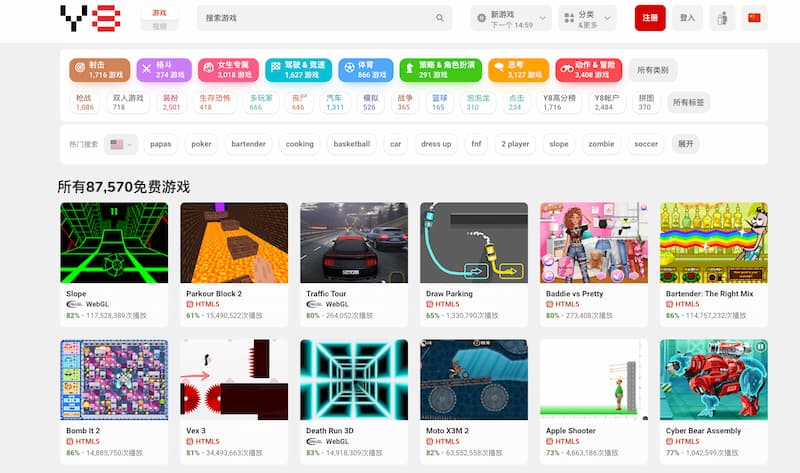 Y8
游戏
视频
搜索游戏
新游戏
下一个 14:59
分类
&更多
注册
登入
射击
1,716 游戏
格斗
274 游戏
女生专属
3,018 游戏
驾驶 & 竞速
1,627 游戏
体育
866 游戏
策略 & 角色扮演
291 游戏
思考
3,127 游戏
动作 & 冒险
3,408 游戏
所有类别
枪战
1,086
双人游戏
718
装扮
2,501
生存恐怖
418
多玩家
666
丧尸
646
汽车
1,311
模拟
526
战争
365
篮球
165
泡泡龙
310
点击
234
Y8高分榜
1,716
Y8帐户
2,484
拼图
370
所有标签
热门搜索
papas
poker
bartender
cooking
basketball
car
dress up
fnf
2 player
slope
zombie
soccer
展开
所有87,570免费游戏
11
Slope
WebGL
82% • 117,528,389次播放
Parkour Block 2
HTML5
61% • 15,490,522次播放
Traffic Tour
WebGL
80% • 264,052次播放
Draw Parking
HTML5
65% • 1,330,790次播放
Baddie vs Pretty
HTML5
80% • 273,408次播放
Bartender: The Right Mix
HTML5
86% • 114,757,232次播放
Bomb It 2
HTML5
86% • 14,885,750次播放
Vex 3
HTML5
81% • 34,493,663次播放
Death Run 3D
WebGL
83% • 14,918,309次播放
Moto X3M 2
HTML5
82% • 63,552,558次播放
Apple Shooter
HTML5
73% • 4,863,186次播放
Cyber Bear Assembly
HTML5
77% • 1,042,599次播放